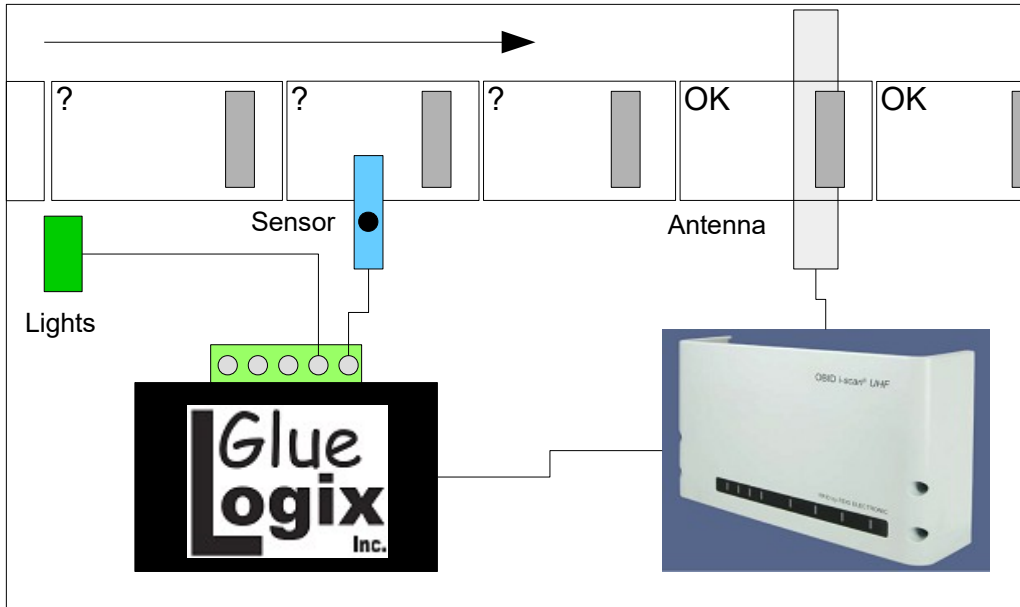 ? ? ? OK OK
Sensor
Antenna
Lights
OBID i-scan® UHF
Glue
Logix
Inc.